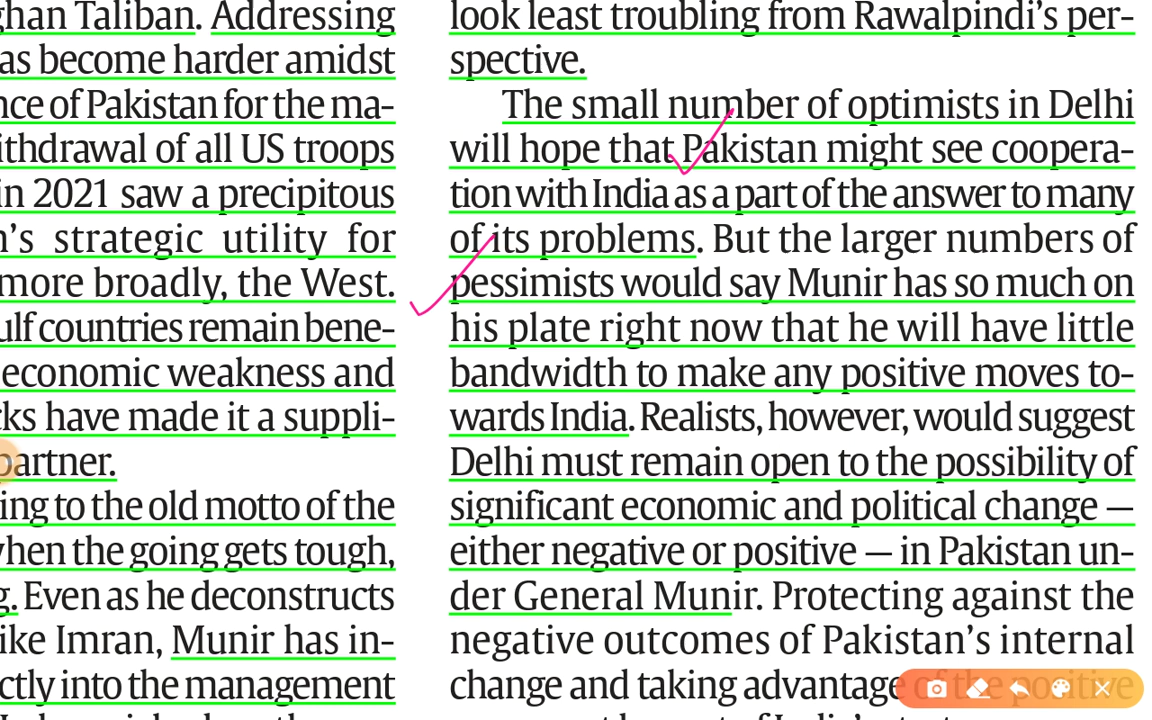 ghan Taliban. Addressing
as become harder amidst
nce of Pakistan for the ma-
ithdrawal of all US troops
in 2021 saw a precipitous
n's strategic utility for
more broadly, the West.
ulf countries remain bene-
economic weakness and
cks have made it a suppli-
partner.
ing to the old motto of the
when the going gets tough,
g. Even as he deconstructs
ike Imran, Munir has in-
ctly into the management
look least troubling from Rawalpindi's per-
spective.
The small number of optimists in Delhi
will hope that Pakistan might see coopera-
tion with India as a part of the answer to many
of its problems. But the larger numbers of
pessimists would say Munir has so much on
his plate right now that he will have little
bandwidth to make any positive moves to-
wards India. Realists, however, would suggest
Delhi must remain open to the possibility of
significant economic and political change —
either negative or positive — in Pakistan un-
der General Munir. Protecting against the
negative outcomes of Pakistan's internal
change and taking advantage of the positive